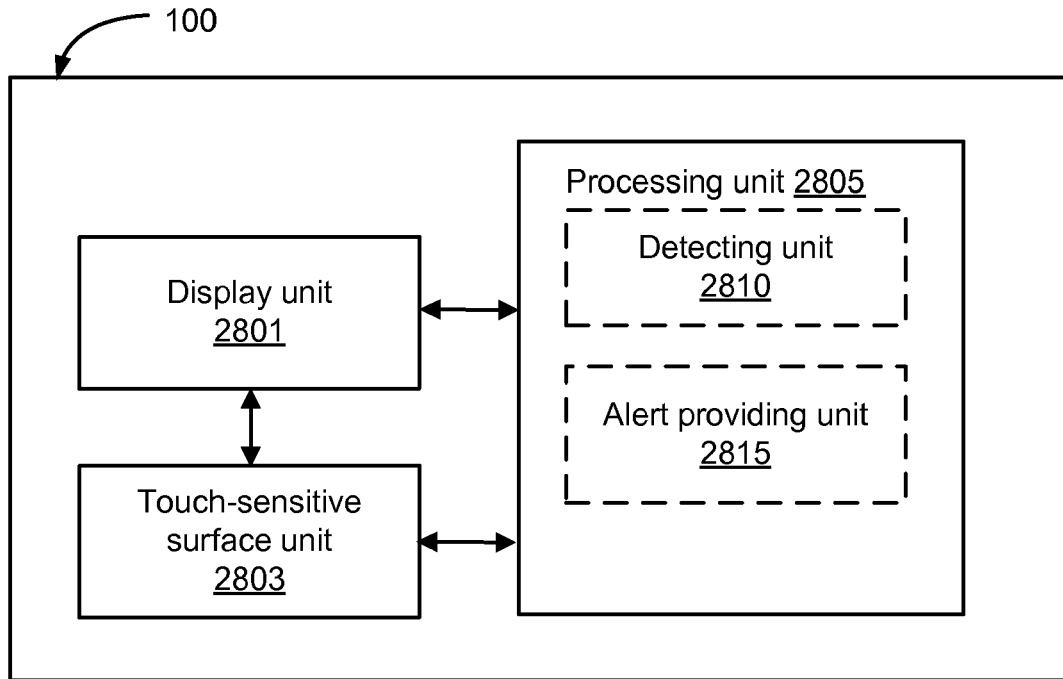 100
Processing unit 2805
Detecting unit
2810
Display unit
2801
Alert providing unit
2815
Touch-sensitive
surface unit
2803